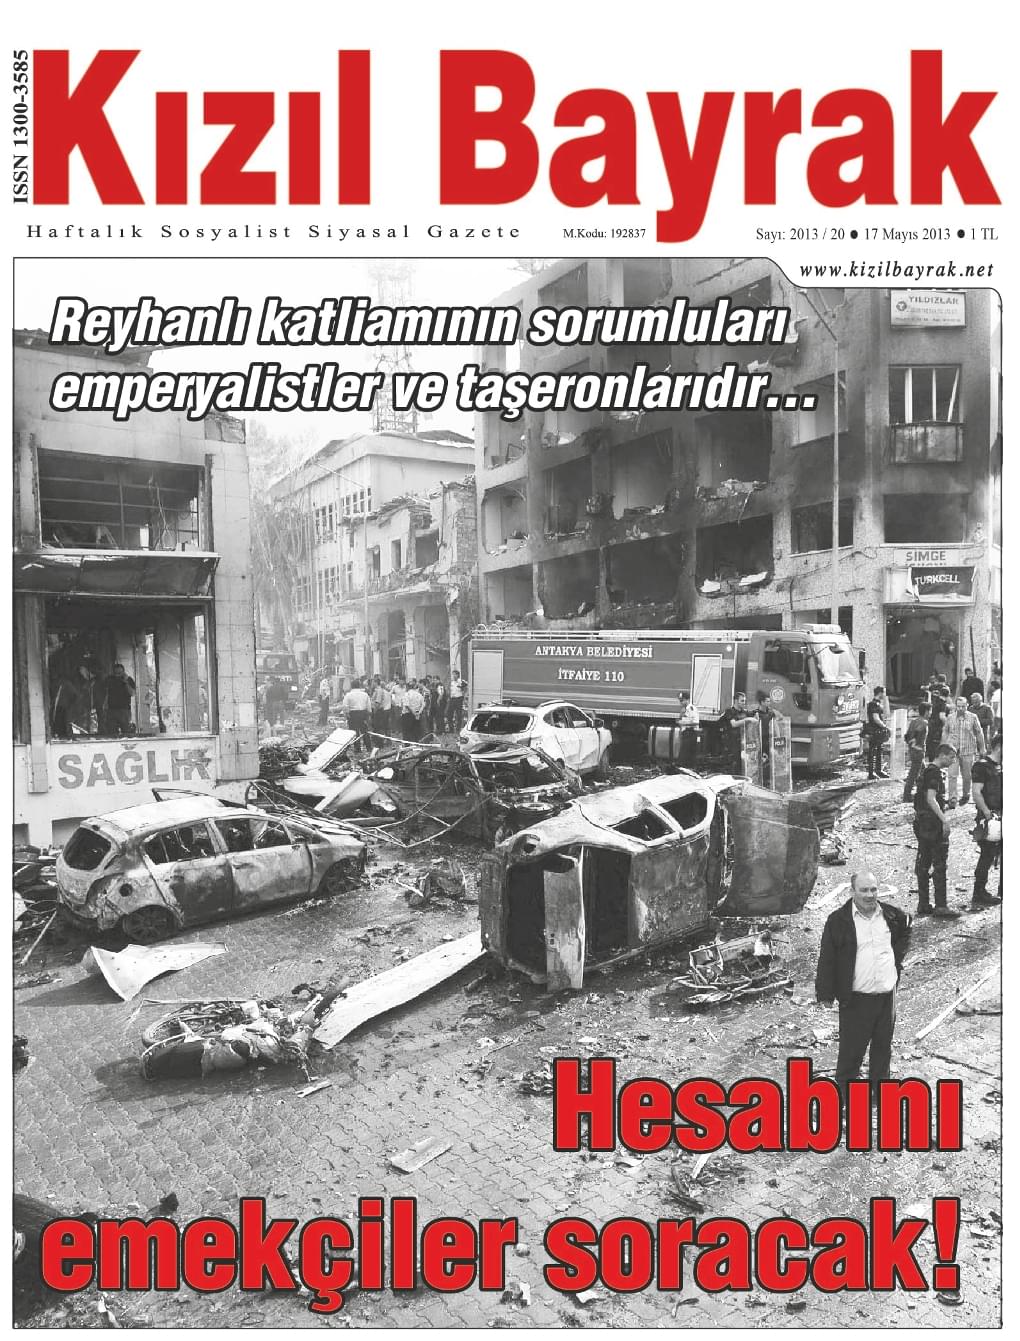 ISSN 1300-3585
Kızıl Bayrak
Haftalık Sosyalist Siyasal Gazete
M.Kodu: 192837
Sayı: 2013 / 20 ● 17 Mayıs 2013 ● 1 TL
www.kizilbayrak.net
Reyhanlı katliamının sorumluları
emperyalistler ve taşeronlarıdır...
YILDIZLAR
SIMGE
TURKCELL
ANTAKYA BELEDİYESİ
İTFAİYE 110
SAĞLIK
Hesabını
emekçiler soracak!